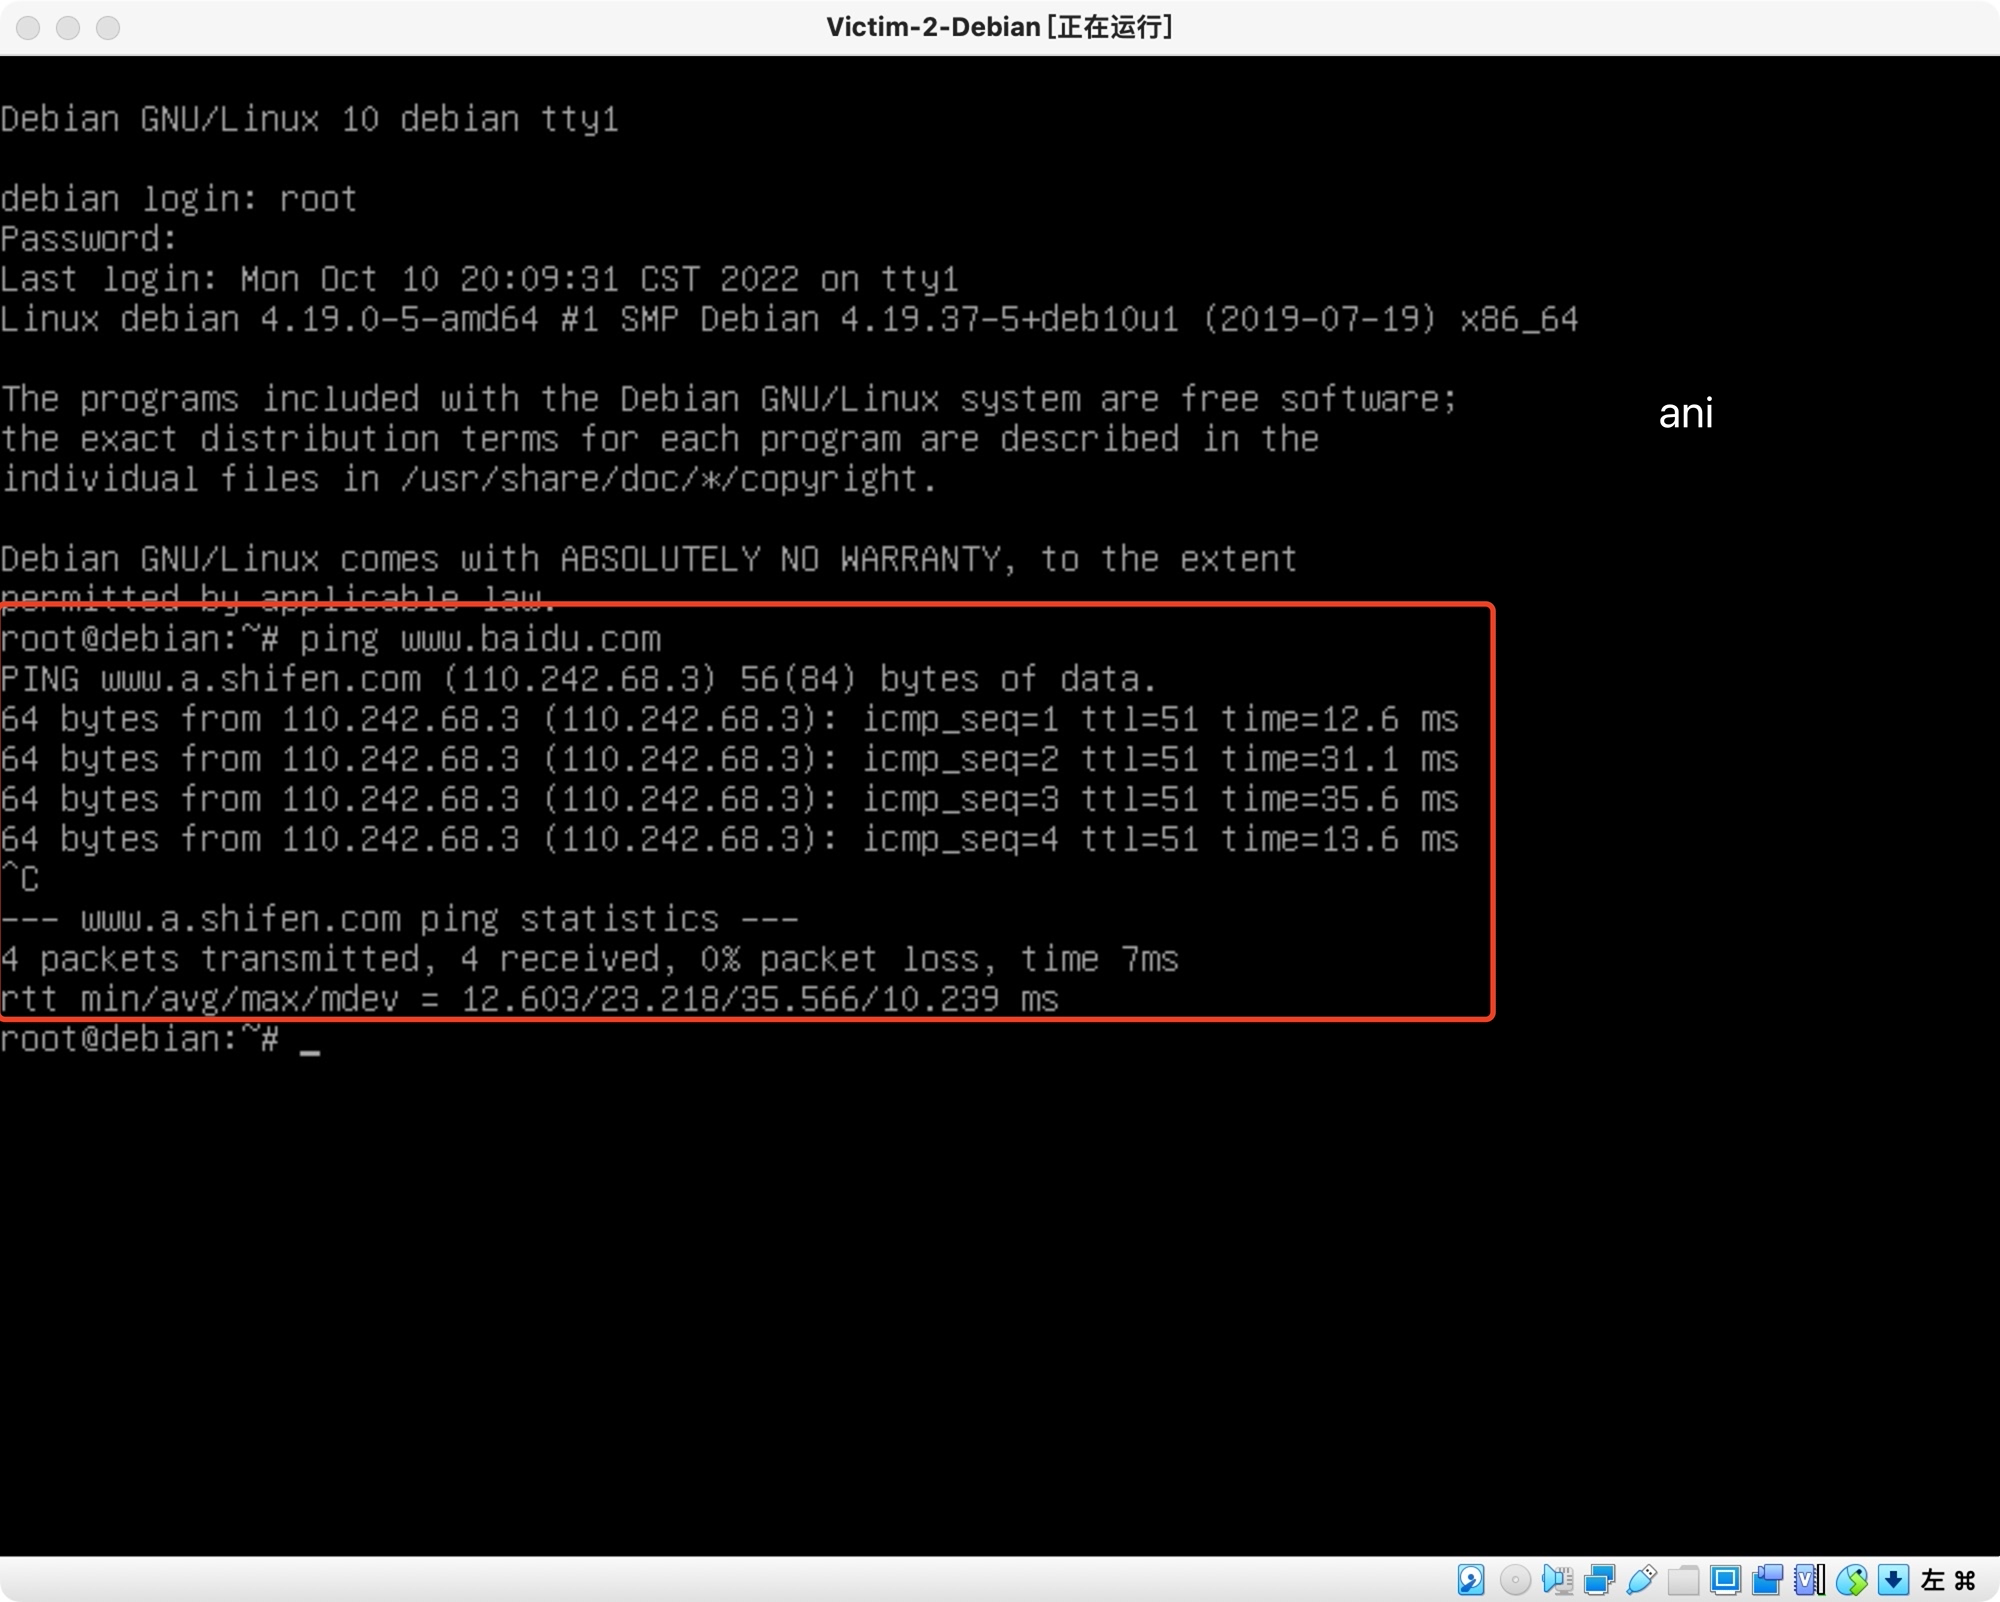 Victim-2-Debian [正在运行]
Debian GNU/Linux 10 debian tty1
debian login: root
Password:
Last login: Mon Oct 10 20:09:31 CST 2022 on tty1
Linux debian 4.19.0-5-amd64 #1 SMP Debian 4.19.37-5+deb10u1 (2019-07-19) x86_64
The programs included with the Debian GNU/Linux system are free software;
ani
the exact distribution terms for each program are described in the
individual files in /usr/share/doc/*/copyright.
Debian GNU/Linux comes with ABSOLUTELY NO WARRANTY, to the extent
permitted by applicable law.
root@debian:~# ping www.baidu.com
PING www.a.shifen.com (110.242.68.3) 56(84) bytes of data.
64 bytes from 110.242.68.3 (110.242.68.3): icmp_seq=1 ttl=51 time=12.6 ms
64 bytes from 110.242.68.3 (110.242.68.3): icmp_seq=2 ttl=51 time=31.1 ms
64 bytes from 110.242.68.3 (110.242.68.3): icmp_seq=3 ttl=51 time=35.6 ms
64 bytes from 110.242.68.3 (110.242.68.3): icmp_seq=4 ttl=51 time=13.6 ms
^C
--- www.a.shifen.com ping statistics ---
4 packets transmitted, 4 received, 0% packet loss, time 7ms
rtt min/avg/max/mdev = 12.603/23.218/35.566/10.239 ms
root@debian:~# _
左 ⌘